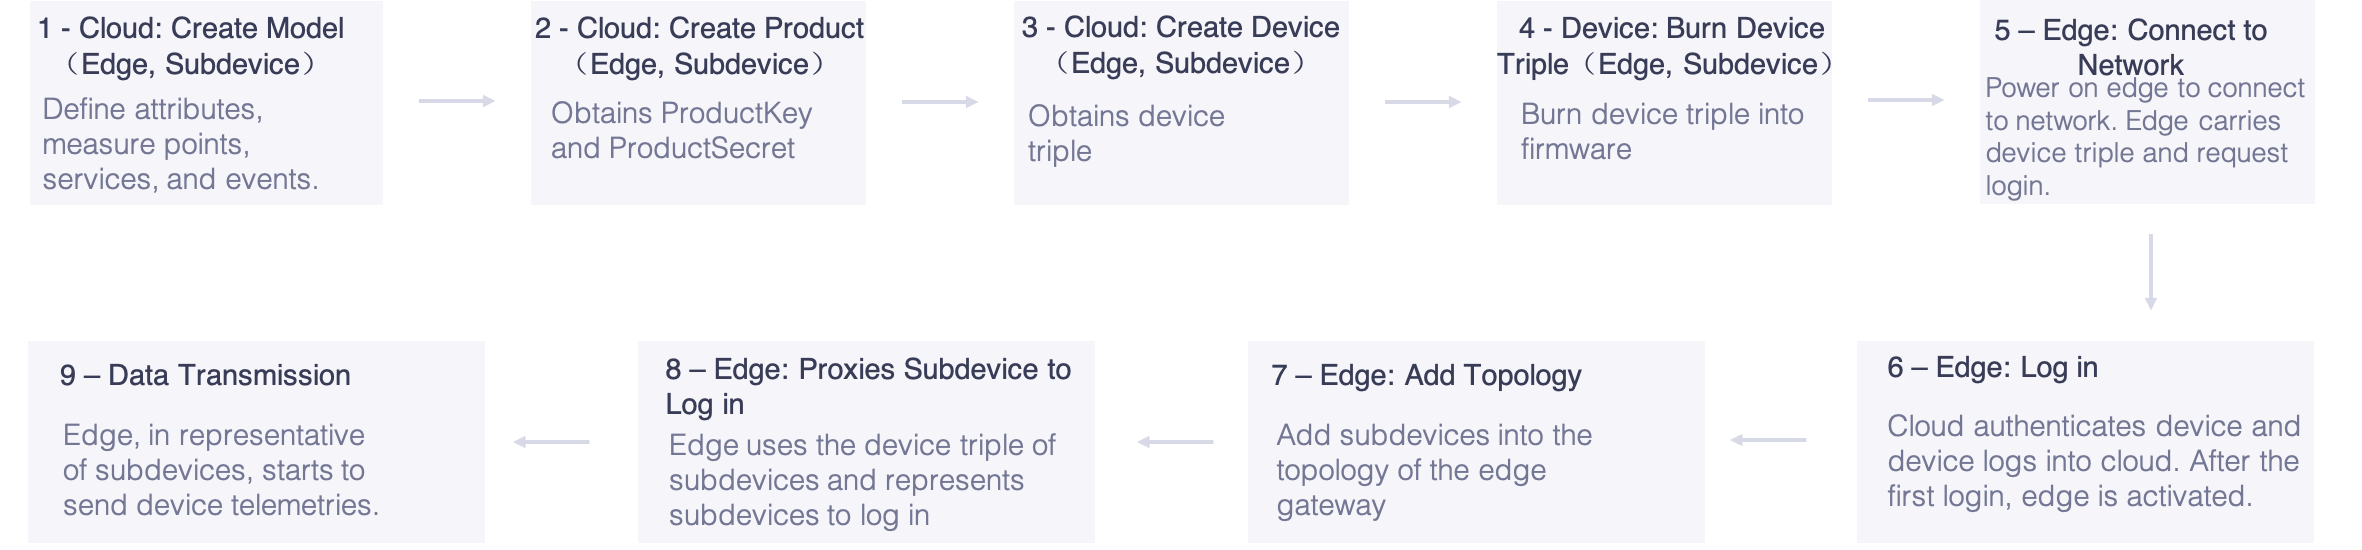 1 - Cloud: Create Model
（Edge, Subdevice）
Define attributes,
measure points,
services, and events.
2 - Cloud: Create Product
（Edge, Subdevice）
Obtains ProductKey
and ProductSecret
3 - Cloud: Create Device
（Edge, Subdevice）
Obtains device
triple
4 - Device: Burn Device
Triple（Edge, Subdevice）
Burn device triple into
firmware
5 – Edge: Connect to
Network
Power on edge to connect
to network. Edge carries
device triple and request
login.
6 – Edge: Log in
Cloud authenticates device and
device logs into cloud. After the
first login, edge is activated.
7 – Edge: Add Topology
Add subdevices into the
topology of the edge
gateway
8 – Edge: Proxies Subdevice to
Log in
Edge uses the device triple of
subdevices and represents
subdevices to log in
9 – Data Transmission
Edge, in representative
of subdevices, starts to
send device telemetries.